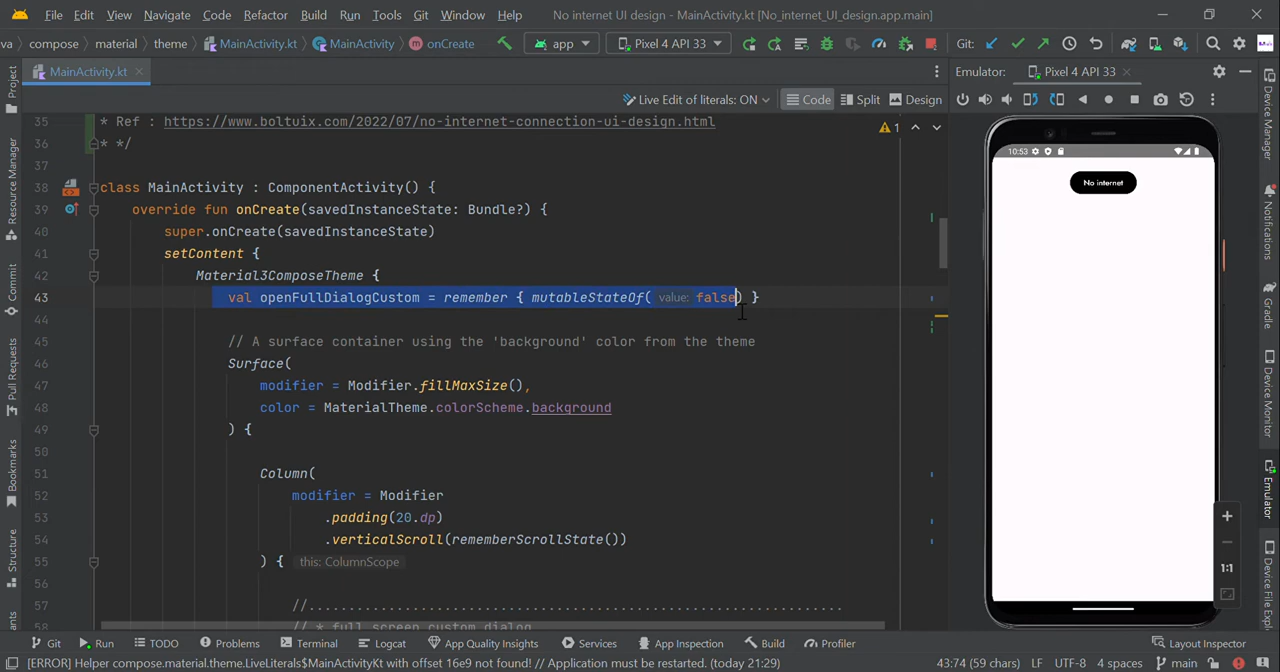 File Edit View Navigate Code Refactor Build Run Tools Git Window Help No internet UI design - MainActivity.kt [No_internet_UI_design.app.main]
va compose material theme MainActivity.kt MainActivity onCreate app Pixel 4 API 33 Git:
MainActivity.kt Emulator: Pixel 4 API 33
Live Edit of literals: ON Code Split Design
35 * Ref : https://www.boltuix.com/2022/07/no-internet-connection-ui-design.html 1
36 * */
37
38 class MainActivity : ComponentActivity() {
39 override fun onCreate(savedInstanceState: Bundle?) {
40 super.onCreate(savedInstanceState)
41 setContent {
42 Material3ComposeTheme {
43 val openFullDialogCustom = remember { mutableStateOf( value: false) }
44
45 // A surface container using the 'background' color from the theme
46 Surface(
47 modifier = Modifier.fillMaxSize(),
48 color = MaterialTheme.colorScheme.background
49 ) {
50
51 Column(
52 modifier = Modifier
53 .padding(20.dp)
54 .verticalScroll(rememberScrollState())
55 ) { this: ColumnScope
56
57 //...................................................................
58 // * full screen custom dialog
10:53
No internet
1:1
Project
Resource Manager
Commit
Pull Requests
Bookmarks
Structure
Device Manager
Notifications
Gradle
Device Monitor
Emulator
Device File E
Git Run TODO Problems Terminal Logcat App Quality Insights Services App Inspection Build Profiler Layout Inspector
[ERROR] Helper compose.material.theme.LiveLiterals$MainActivityKt with offset 16e9 not found! // Application must be restarted. (today 21:29) 43:74 (59 chars) LF UTF-8 4 spaces main